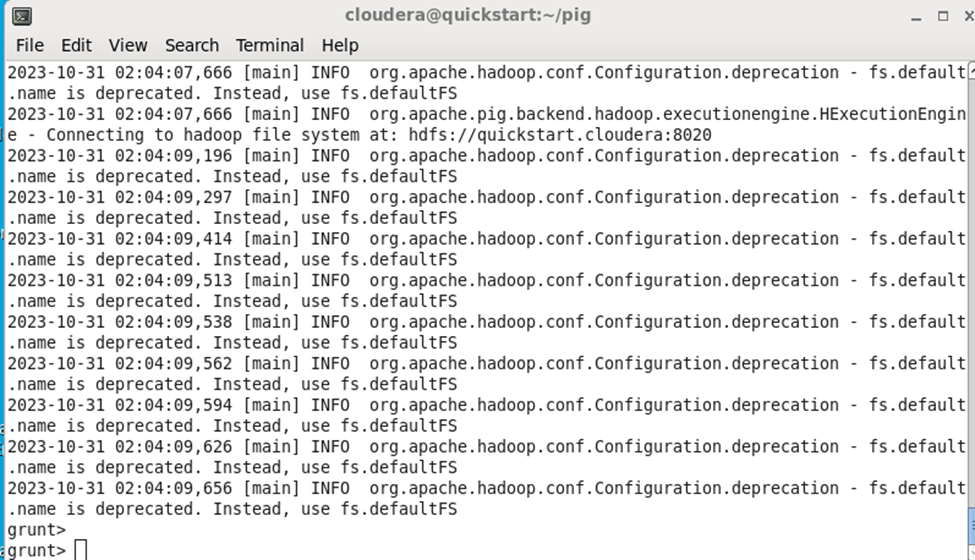 cloudera@quickstart:~/pig
File Edit View Search Terminal Help
2023-10-31 02:04:07,666 [main] INFO  org.apache.hadoop.conf.Configuration.deprecation - fs.default
.name is deprecated. Instead, use fs.defaultFS
2023-10-31 02:04:07,666 [main] INFO  org.apache.pig.backend.hadoop.executionengine.HExecutionEngin
e - Connecting to hadoop file system at: hdfs://quickstart.cloudera:8020
2023-10-31 02:04:09,196 [main] INFO  org.apache.hadoop.conf.Configuration.deprecation - fs.default
.name is deprecated. Instead, use fs.defaultFS
2023-10-31 02:04:09,297 [main] INFO  org.apache.hadoop.conf.Configuration.deprecation - fs.default
.name is deprecated. Instead, use fs.defaultFS
2023-10-31 02:04:09,414 [main] INFO  org.apache.hadoop.conf.Configuration.deprecation - fs.default
.name is deprecated. Instead, use fs.defaultFS
2023-10-31 02:04:09,513 [main] INFO  org.apache.hadoop.conf.Configuration.deprecation - fs.default
.name is deprecated. Instead, use fs.defaultFS
2023-10-31 02:04:09,538 [main] INFO  org.apache.hadoop.conf.Configuration.deprecation - fs.default
.name is deprecated. Instead, use fs.defaultFS
2023-10-31 02:04:09,562 [main] INFO  org.apache.hadoop.conf.Configuration.deprecation - fs.default
.name is deprecated. Instead, use fs.defaultFS
2023-10-31 02:04:09,594 [main] INFO  org.apache.hadoop.conf.Configuration.deprecation - fs.default
.name is deprecated. Instead, use fs.defaultFS
2023-10-31 02:04:09,626 [main] INFO  org.apache.hadoop.conf.Configuration.deprecation - fs.default
.name is deprecated. Instead, use fs.defaultFS
2023-10-31 02:04:09,656 [main] INFO  org.apache.hadoop.conf.Configuration.deprecation - fs.default
.name is deprecated. Instead, use fs.defaultFS
grunt>
grunt>